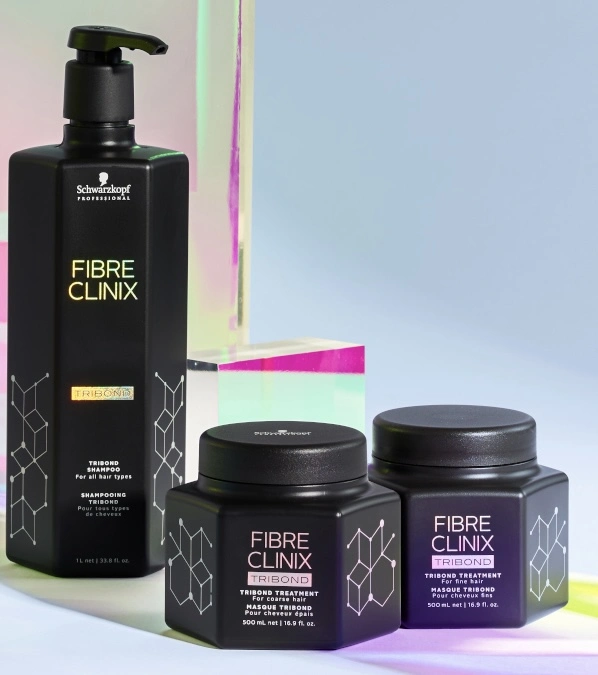 Schwarzkopf
PROFESSIONAL
FIBRE
CLINIX
TRIBOND
TRIBOND
SHAMPOO
For all hair types
SHAMPOOING
TRIBOND
Pour tous types
de cheveux
1L net | 33.8 fl. oz.
FIBRE
CLINIX
TRIBOND
TRIBOND TREATMENT
For coarse hair
MASQUE TRIBOND
Pour cheveux épais
500 mL net | 16.9 fl. oz.
FIBRE
CLINIX
TRIBOND
TRIBOND TREATMENT
For fine hair
MASQUE TRIBOND
Pour cheveux fins
500 mL net | 16.9 fl. oz.